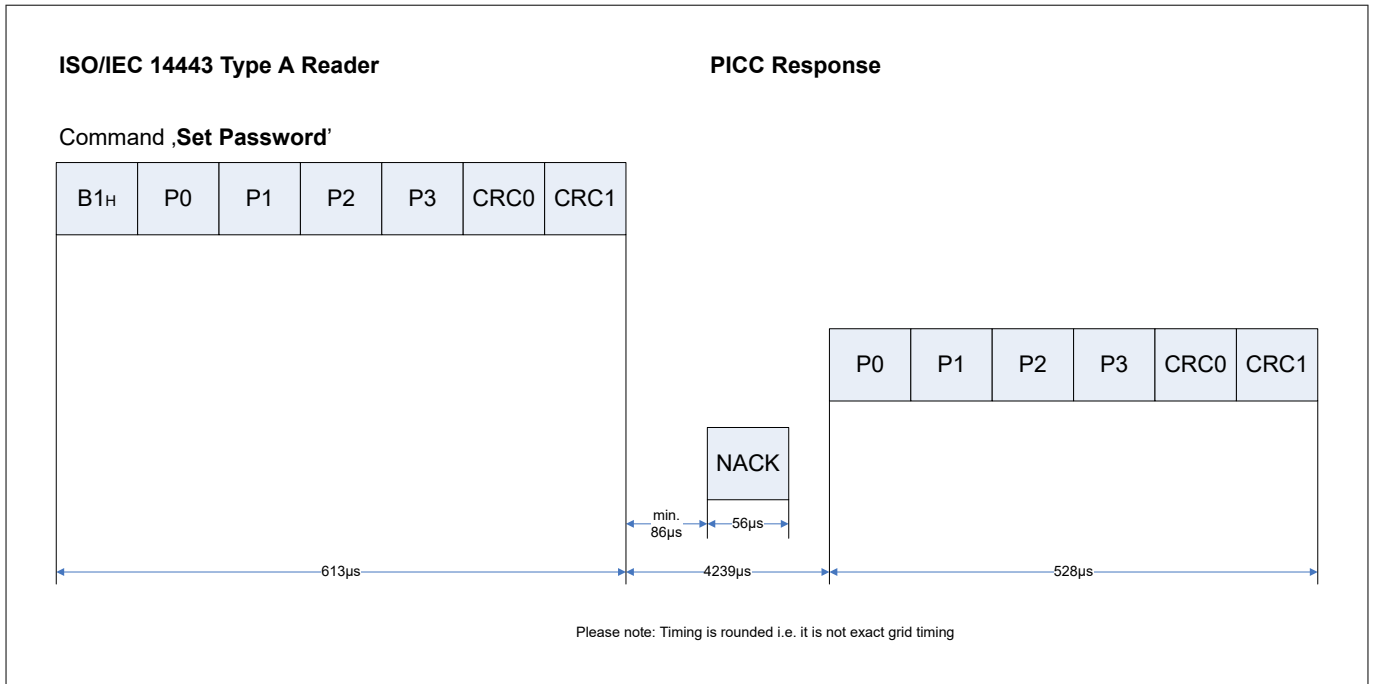 ISO/IEC 14443 Type A Reader
PICC Response
Command ‚Set Password’
B1H P0 P1 P2 P3 CRC0 CRC1
P0 P1 P2 P3 CRC0 CRC1
NACK
min.
86µs
56µs
613µs
4239µs
528µs
Please note: Timing is rounded i.e. it is not exact grid timing